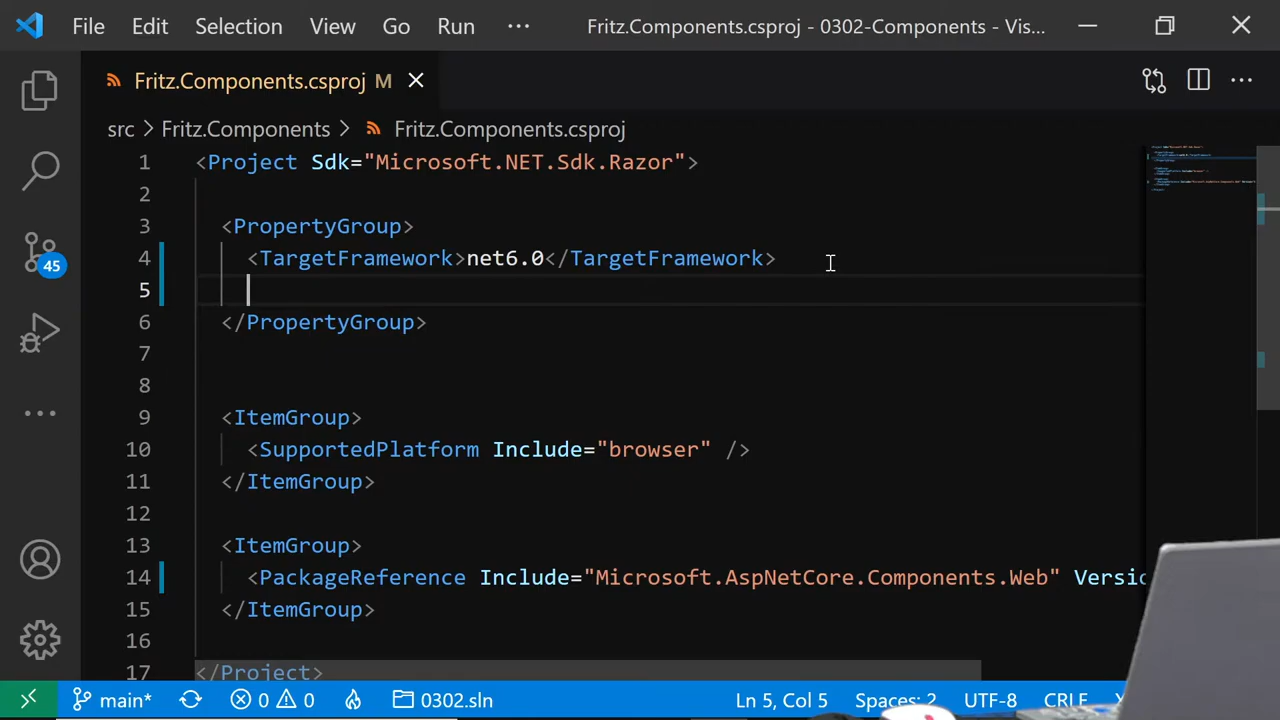 File Edit Selection View Go Run ··· Fritz.Components.csproj - 0302-Components - Vis...
Fritz.Components.csproj M
src > Fritz.Components > Fritz.Components.csproj
1 <Project Sdk="Microsoft.NET.Sdk.Razor">
2
3 <PropertyGroup>
4 <TargetFramework>net6.0</TargetFramework>
5
6 </PropertyGroup>
7
8
9 <ItemGroup>
10 <SupportedPlatform Include="browser" />
11 </ItemGroup>
12
13 <ItemGroup>
14 <PackageReference Include="Microsoft.AspNetCore.Components.Web" Versio
15 </ItemGroup>
16
17 </Project>
45
main* 0 0 0302.sln Ln 5, Col 5 Spaces: 2 UTF-8 CRLF